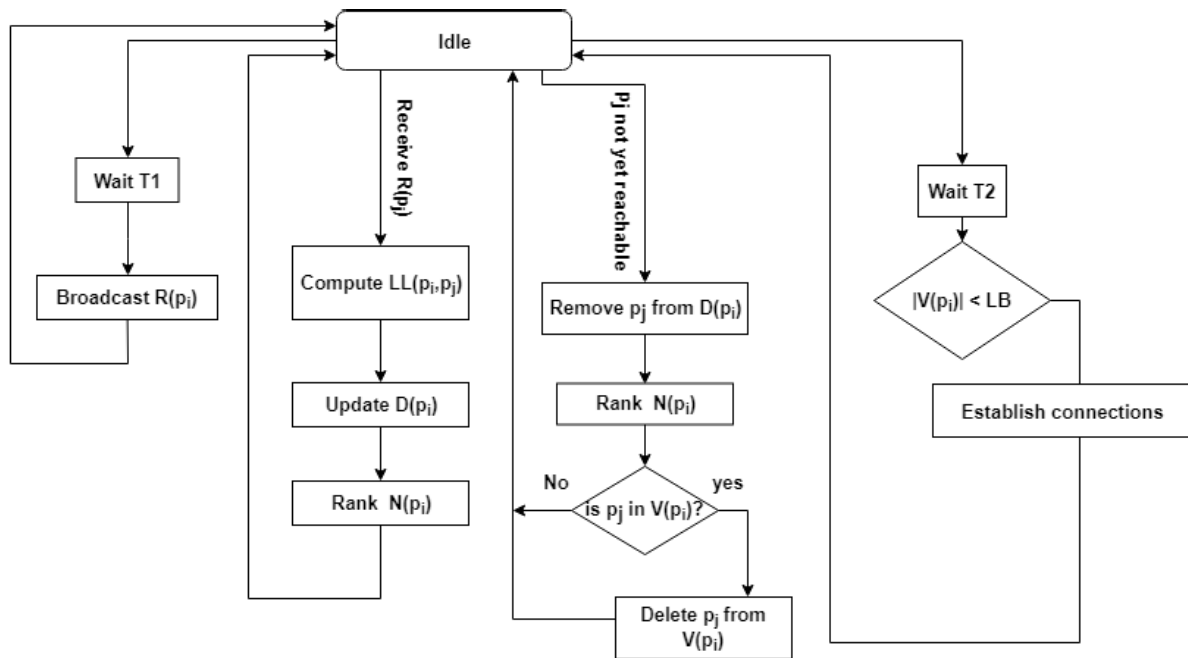 Idle
Wait T1
Broadcast R(pi)
Receive R(pj)
Compute LL(pi,pj)
Update D(pi)
Rank N(pi)
Pj not yet reachable
Remove pj from D(pi)
Rank N(pi)
is pj in V(pi)?
No
yes
Delete pj from
V(pi)
Wait T2
|V(pi)| < LB
Establish connections